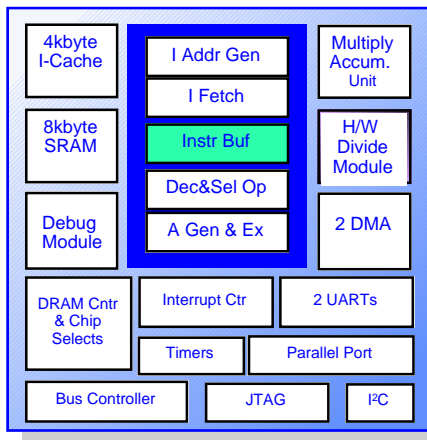 4kbyte
I-Cache
I Addr Gen
Multiply
Accum.
Unit
I Fetch
8kbyte
SRAM
Instr Buf
H/W
Divide
Module
Dec&Sel Op
Debug
Module
A Gen & Ex
2 DMA
DRAM Cntr
& Chip
Selects
Interrupt Ctr
2 UARTs
Timers
Parallel Port
Bus Controller
JTAG
I²C